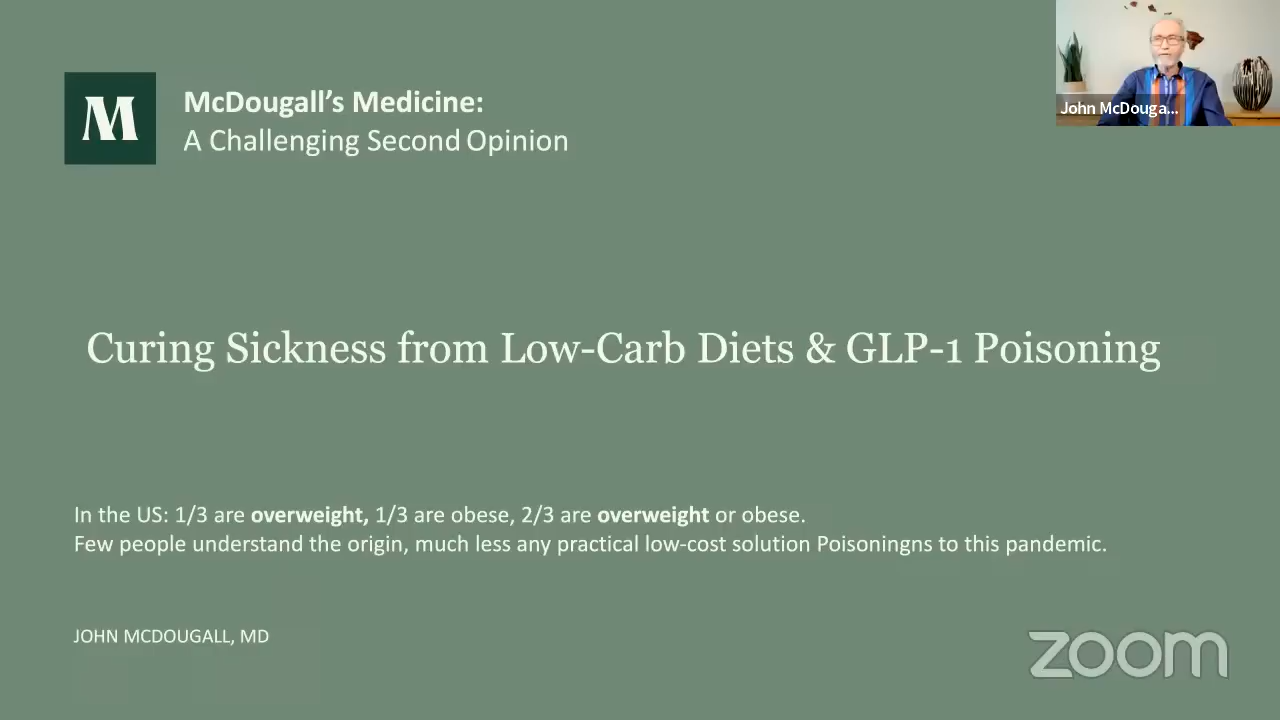 M
McDougall’s Medicine:
A Challenging Second Opinion
John McDouga...
Curing Sickness from Low-Carb Diets & GLP-1 Poisoning
In the US: 1/3 are overweight, 1/3 are obese, 2/3 are overweight or obese.
Few people understand the origin, much less any practical low-cost solution Poisoningns to this pandemic.
JOHN MCDOUGALL, MD
zoom